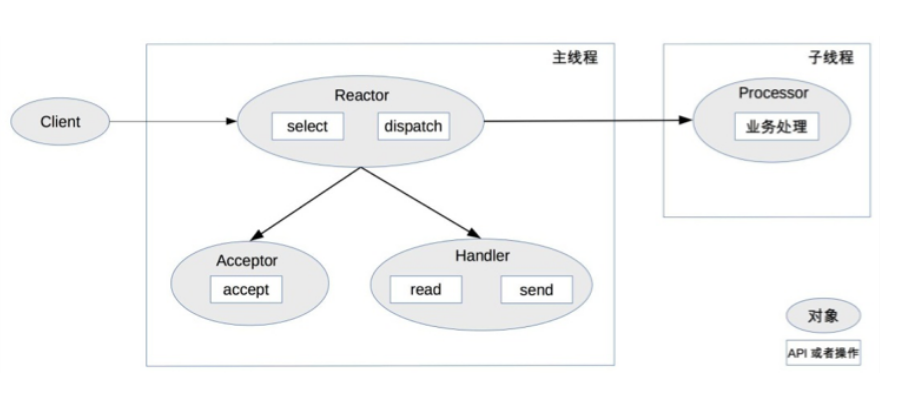 主线程
子线程
Client
Reactor
select
dispatch
Processor
业务处理
Acceptor
accept
Handler
read
send
对象
API 或者操作